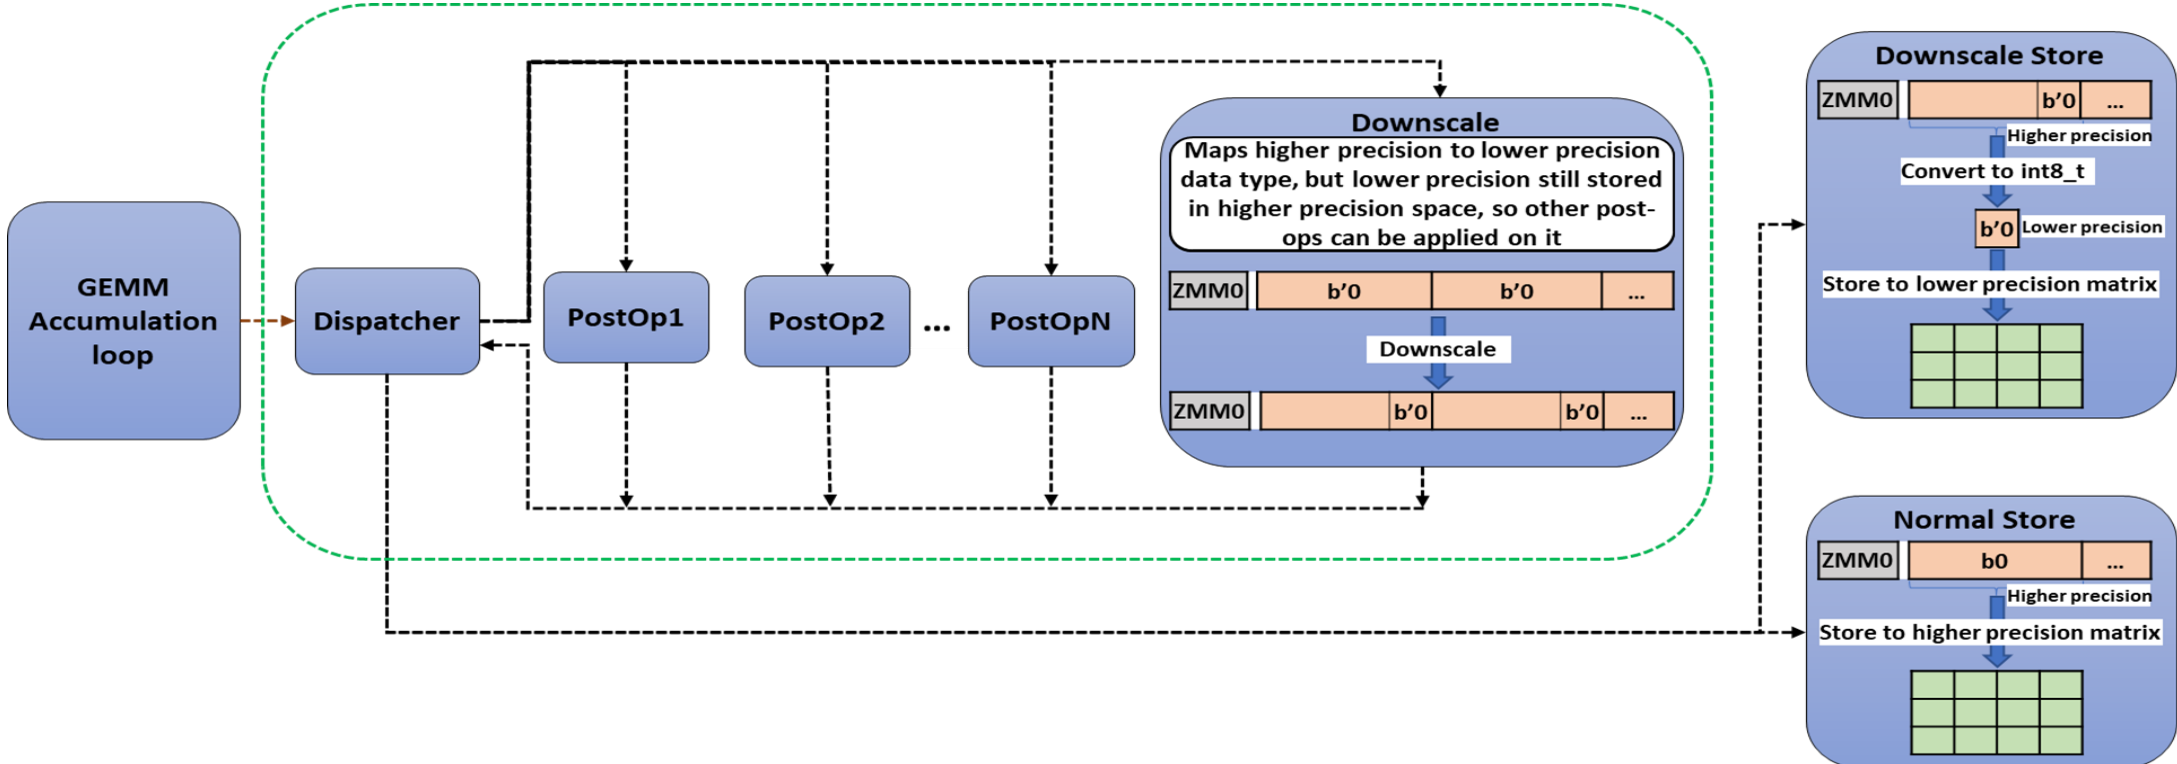 GEMM
Accumulation
loop
Dispatcher
PostOp1
PostOp2
...
PostOpN
Downscale
Maps higher precision to lower precision
data type, but lower precision still stored
in higher precision space, so other post-
ops can be applied on it
ZMM0 b’0 b’0 ...
Downscale
ZMM0 b’0 b’0 ...
Downscale Store
ZMM0 b’0 ...
Higher precision
Convert to int8_t
b’0 Lower precision
Store to lower precision matrix
Normal Store
ZMM0 b0 ...
Higher precision
Store to higher precision matrix